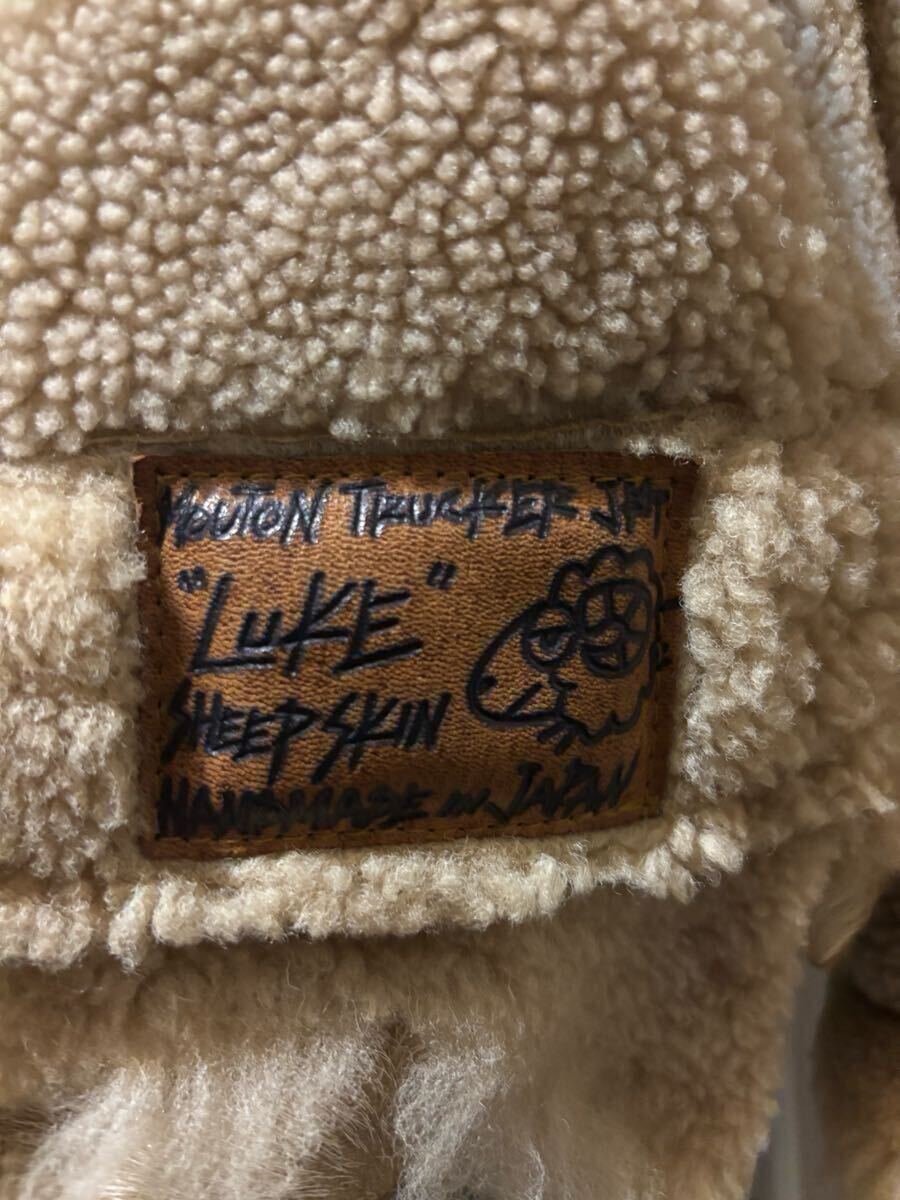 MOUTON TRUCKER JKT
"LUKE"
SHEEP SKIN
HANDMADE IN JAPAN